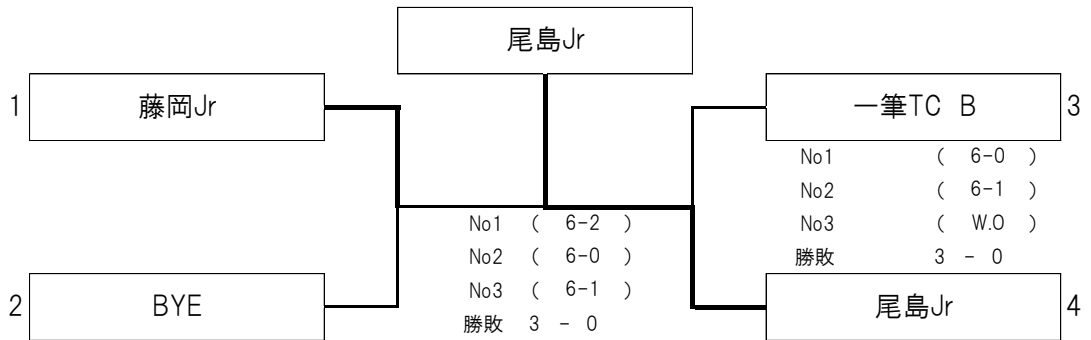 尾島Jr
1 藤岡Jr
一筆TC B 3
No1 ( 6-0 )
No2 ( 6-1 )
No3 ( W.O )
勝敗 3 - 0
No1 ( 6-2 )
No2 ( 6-0 )
No3 ( 6-1 )
勝敗 3 - 0
2 BYE
尾島Jr 4